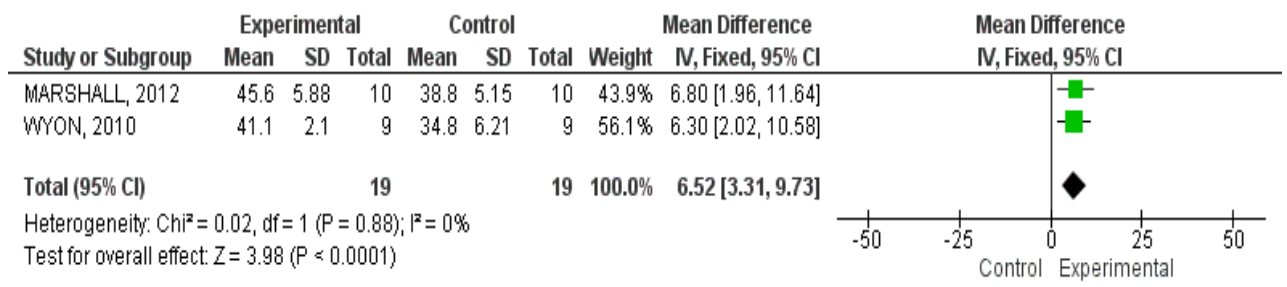 Experimental Control Mean Difference Mean Difference
Study or Subgroup Mean SD Total Mean SD Total Weight IV, Fixed, 95% CI IV, Fixed, 95% CI
MARSHALL, 2012 45.6 5.88 10 38.8 5.15 10 43.9% 6.80 [1.96, 11.64]
WYON, 2010 41.1 2.1 9 34.8 6.21 9 56.1% 6.30 [2.02, 10.58]
Total (95% CI) 19 19 100.0% 6.52 [3.31, 9.73]
Heterogeneity: Chi² = 0.02, df = 1 (P = 0.88); I² = 0%
Test for overall effect: Z = 3.98 (P < 0.0001)
-50 -25 0 25 50
Control Experimental